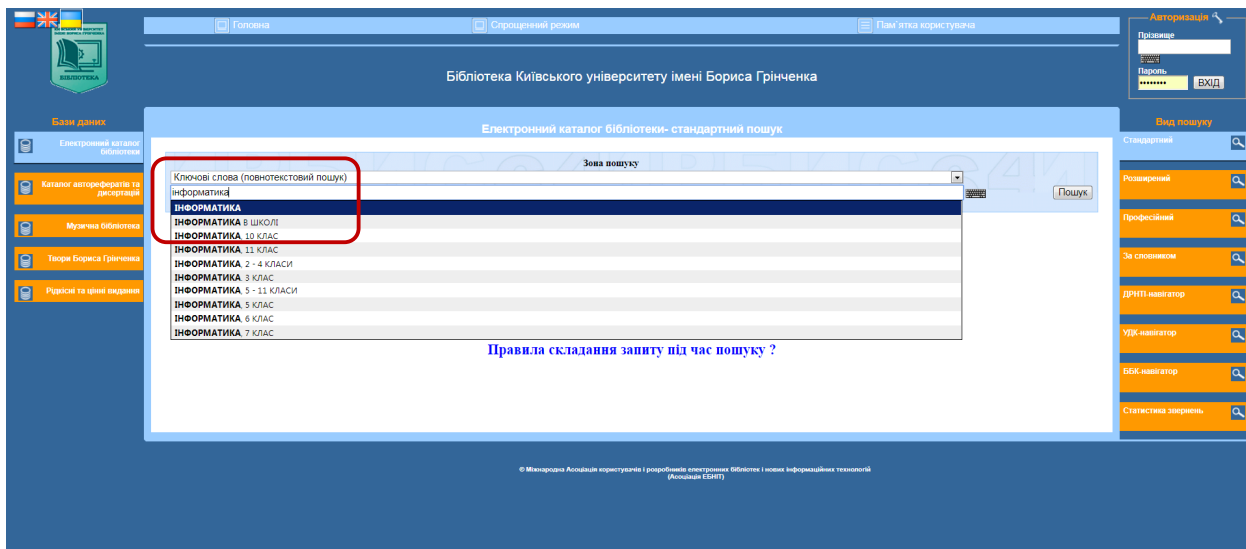 Головна
Спрощенний режим
Пам`ятка користувача
Авторизація
Прізвище
Пароль
ВХІД
БІБЛІОТЕКА
Бібліотека Київського університету імені Бориса Грінченка
Бази даних
Електронний каталог
бібліотеки
Каталог авторефератів та
дисертацій
Музична бібліотека
Твори Бориса Грінченка
Рідкісні та цінні видання
Електронний каталог бібліотеки- стандартний пошук
Зона пошуку
Ключові слова (повнотекстовий пошук)
інформатика
Пошук
ІНФОРМАТИКА
ІНФОРМАТИКА В ШКОЛІ
ІНФОРМАТИКА, 10 КЛАС
ІНФОРМАТИКА, 11 КЛАС
ІНФОРМАТИКА, 2 - 4 КЛАСИ
ІНФОРМАТИКА, 3 КЛАС
ІНФОРМАТИКА, 5 - 11 КЛАСИ
ІНФОРМАТИКА, 5 КЛАС
ІНФОРМАТИКА, 6 КЛАС
ІНФОРМАТИКА, 7 КЛАС
Правила складання запиту під час пошуку ?
Вид пошуку
Стандартний
Розширений
Професійний
За словником
ДРНТІ-навігатор
УДК-навігатор
ББК-навігатор
Статистика звернень
© Міжнародна Асоціація користувачів і розробників електронних бібліотек і нових інформаційних технологій
(Асоціація ЕБНІТ)